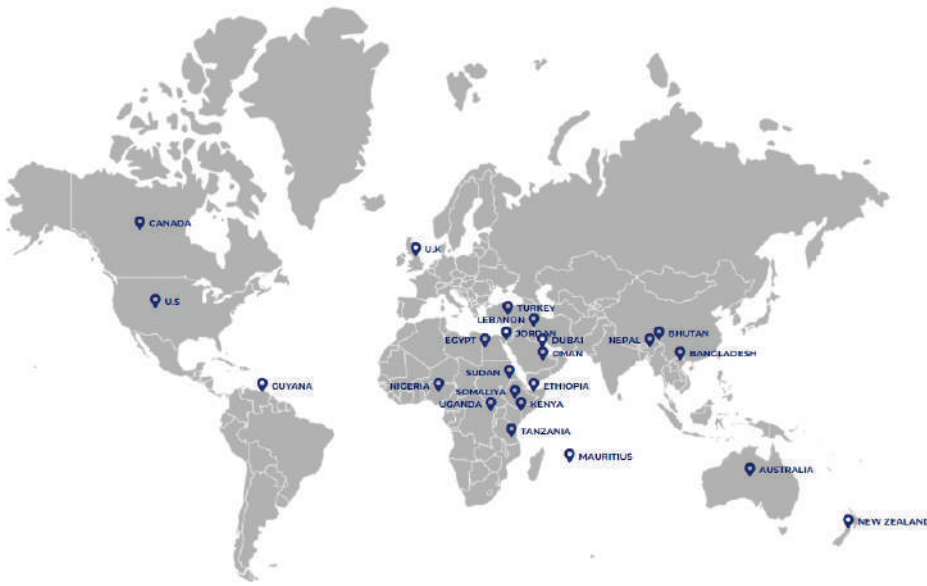 CANADA
U.K
U.S
TURKEY
LEBANON
JORDAN
EGYPT
DUBAI
NEPAL
BHUTAN
OMAN
BANGLADESH
SUDAN
NIGERIA
ETHIOPIA
GUYANA
SOMALIYA
UGANDA
KENYA
TANZANIA
MAURITIUS
AUSTRALIA
NEW ZEALAND